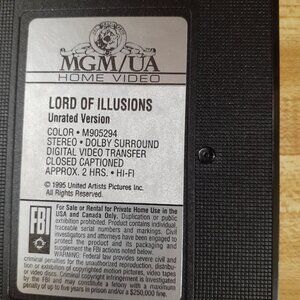 MGM/UA
HOME VIDEO
LORD OF ILLUSIONS
Unrated Version
COLOR • M905294
STEREO • DOLBY SURROUND
DIGITAL VIDEO TRANSFER
CLOSED CAPTIONED
APPROX. 2 HRS. • HI-FI
© 1995 United Artists Pictures Inc.
All Rights Reserved.
FBI
For Sale or Rental for Private Home Use in the
USA and Canada Only. Duplication or public
exhibition prohibited. Product contains individual,
traceable serial numbers and markings. Civil
investigators and attorneys have been engaged to
protect the product and its packaging and
supplement the FBI actions noted below.
WARNING: Federal law provides severe civil and
criminal penalties for the unauthorized reproduction, distribu-
tion or exhibition of copyrighted motion pictures, video tapes
or video discs. Criminal copyright infringement is investigated
by the FBI and may constitute a felony with a maximum
penalty of up to five years in prison and/or a $250,000 fine.